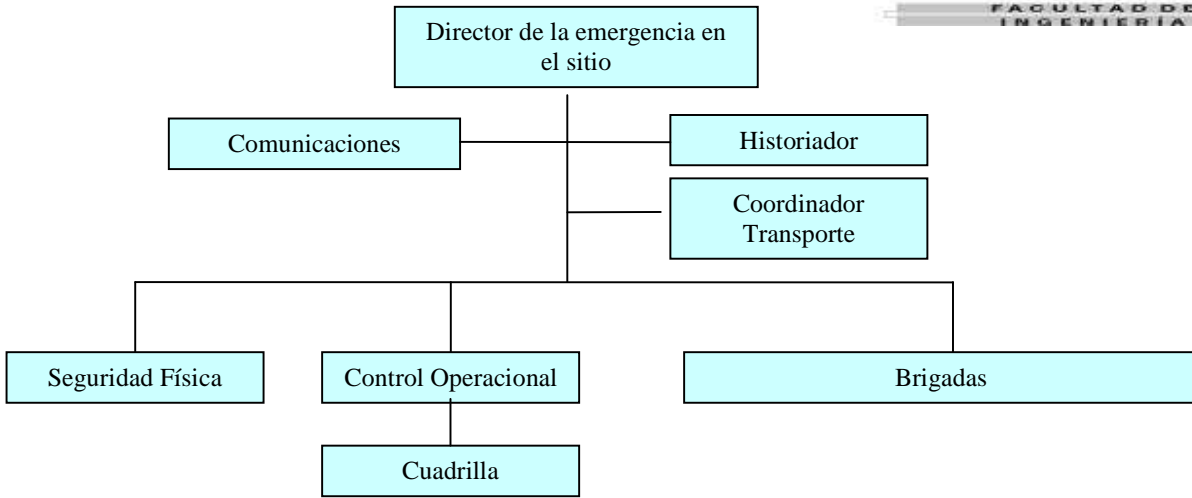 FACULTAD DE
INGENIERÍA
Director de la emergencia en
el sitio
Comunicaciones
Historiador
Coordinador
Transporte
Seguridad Física
Control Operacional
Brigadas
Cuadrilla